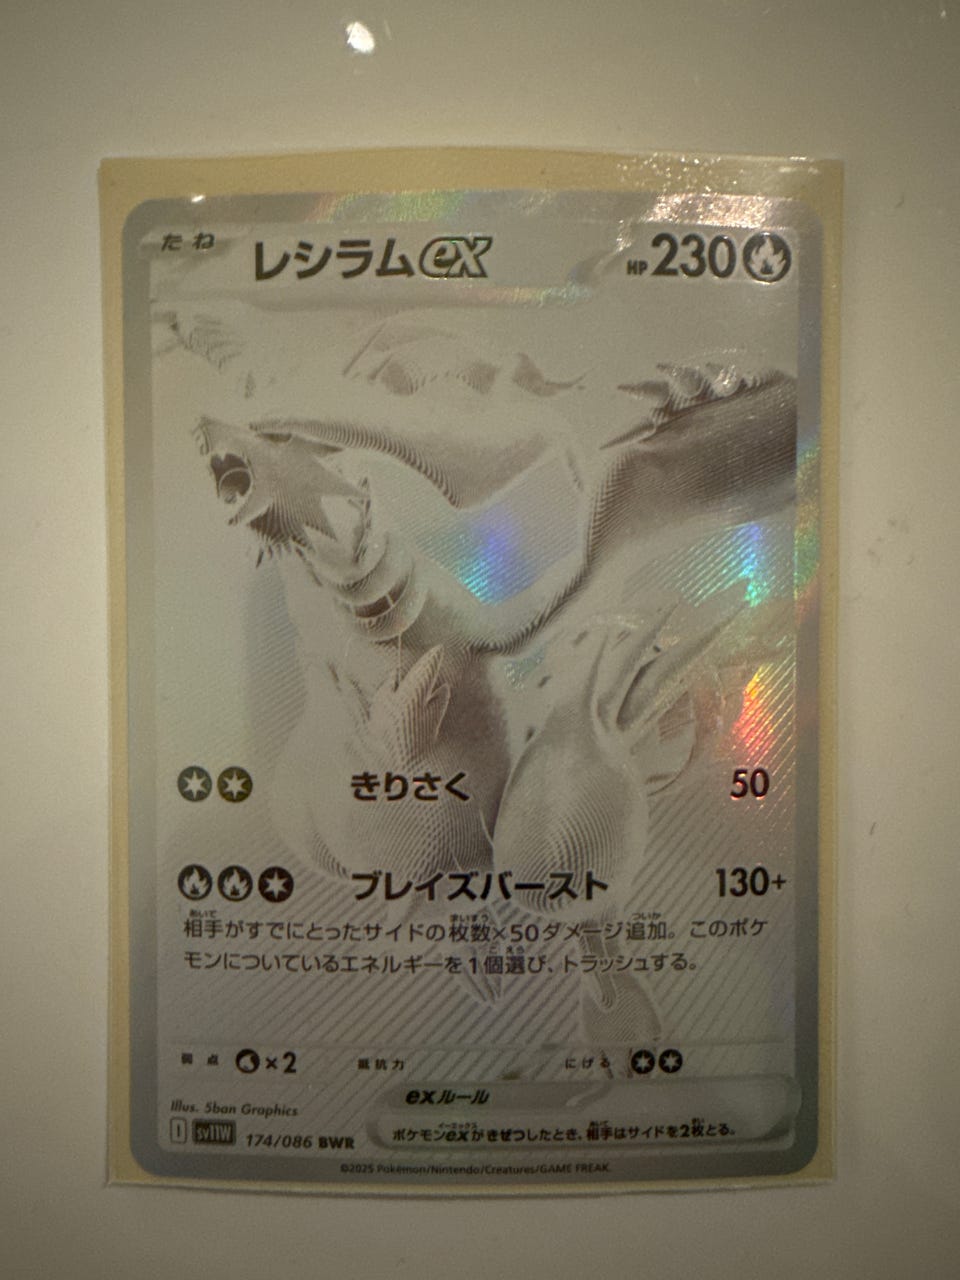 たね レシラムex HP 230
きりさく 50
ブレイズバースト 130+
相手がすでにとったサイドの枚数×50ダメージ追加。このポケ
モンについているエネルギーを1個選び、トラッシュする。
弱点 ×2 抵抗力 にげる
exルール
ポケモンexがきぜつしたとき、相手はサイドを2枚とる。
Illus. 5ban Graphics
I sv11W 174/086 BWR
©2025 Pokémon/Nintendo/Creatures/GAME FREAK.